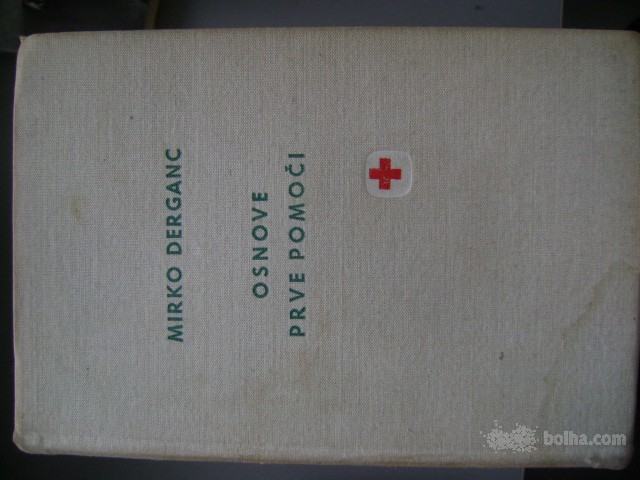 MIRKO DERGANC
OSNOVE
PRVE POMOČI
bolha.com